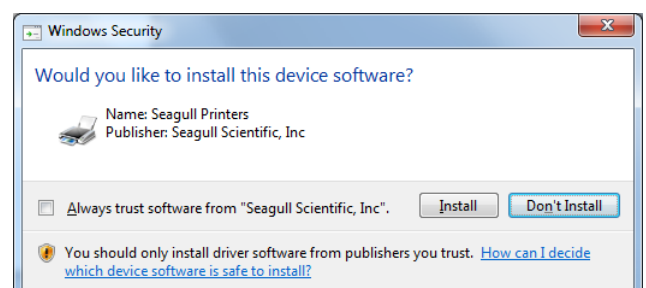 Windows Security
Would you like to install this device software?
Name: Seagull Printers
Publisher: Seagull Scientific, Inc
Always trust software from "Seagull Scientific, Inc".
Install
Don't Install
You should only install driver software from publishers you trust. How can I decide
which device software is safe to install?